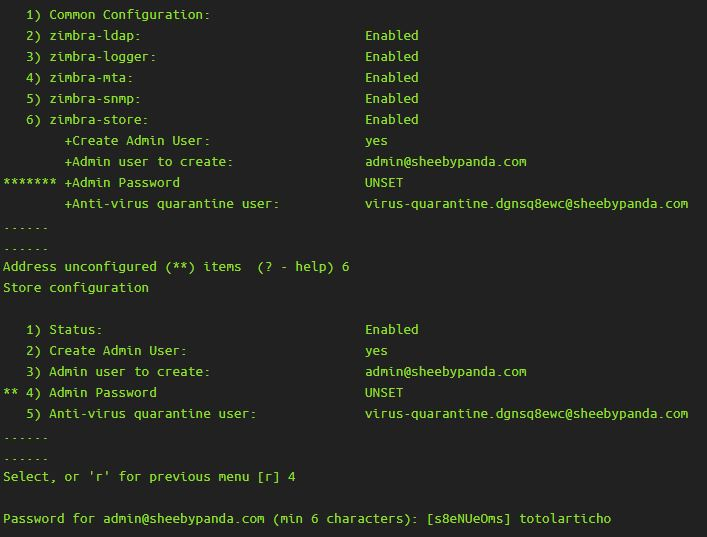 1) Common Configuration:
2) zimbra-ldap: Enabled
3) zimbra-logger: Enabled
4) zimbra-mta: Enabled
5) zimbra-snmp: Enabled
6) zimbra-store: Enabled
+Create Admin User: yes
+Admin user to create: admin@sheebypanda.com
******* +Admin Password UNSET
+Anti-virus quarantine user: virus-quarantine.dgnsq8ewc@sheebypanda.com
------
------
Address unconfigured (**) items  (? - help) 6
Store configuration
1) Status: Enabled
2) Create Admin User: yes
3) Admin user to create: admin@sheebypanda.com
** 4) Admin Password UNSET
5) Anti-virus quarantine user: virus-quarantine.dgnsq8ewc@sheebypanda.com
------
------
Select, or 'r' for previous menu [r] 4
Password for admin@sheebypanda.com (min 6 characters): [s8eNUeOms] totolarticho